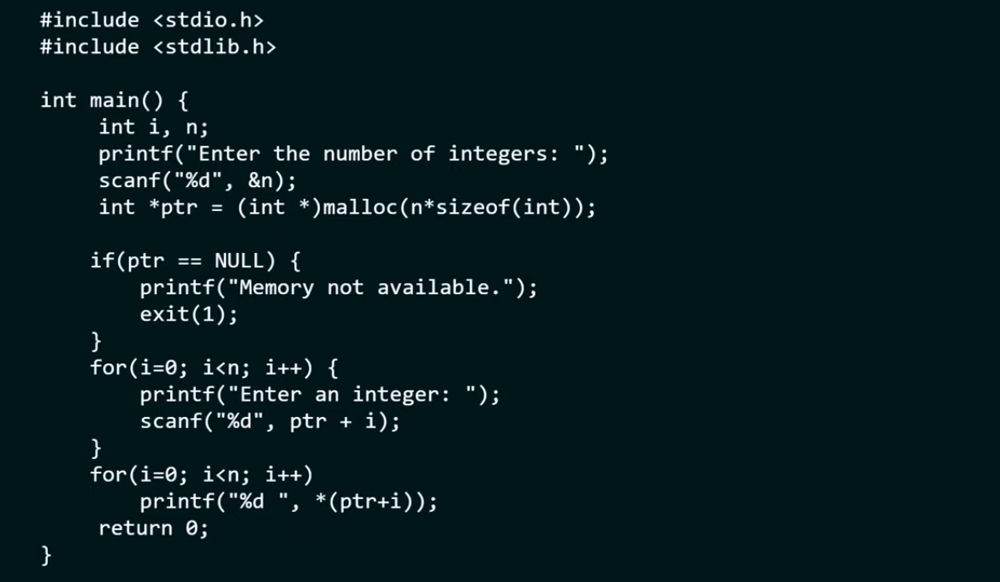 #include <stdio.h>
#include <stdlib.h>
int main() {
int i, n;
printf("Enter the number of integers: ");
scanf("%d", &n);
int *ptr = (int *)malloc(n*sizeof(int));
if(ptr == NULL) {
printf("Memory not available.");
exit(1);
}
for(i=0; i<n; i++) {
printf("Enter an integer: ");
scanf("%d", ptr + i);
}
for(i=0; i<n; i++)
printf("%d ", *(ptr+i));
return 0;
}